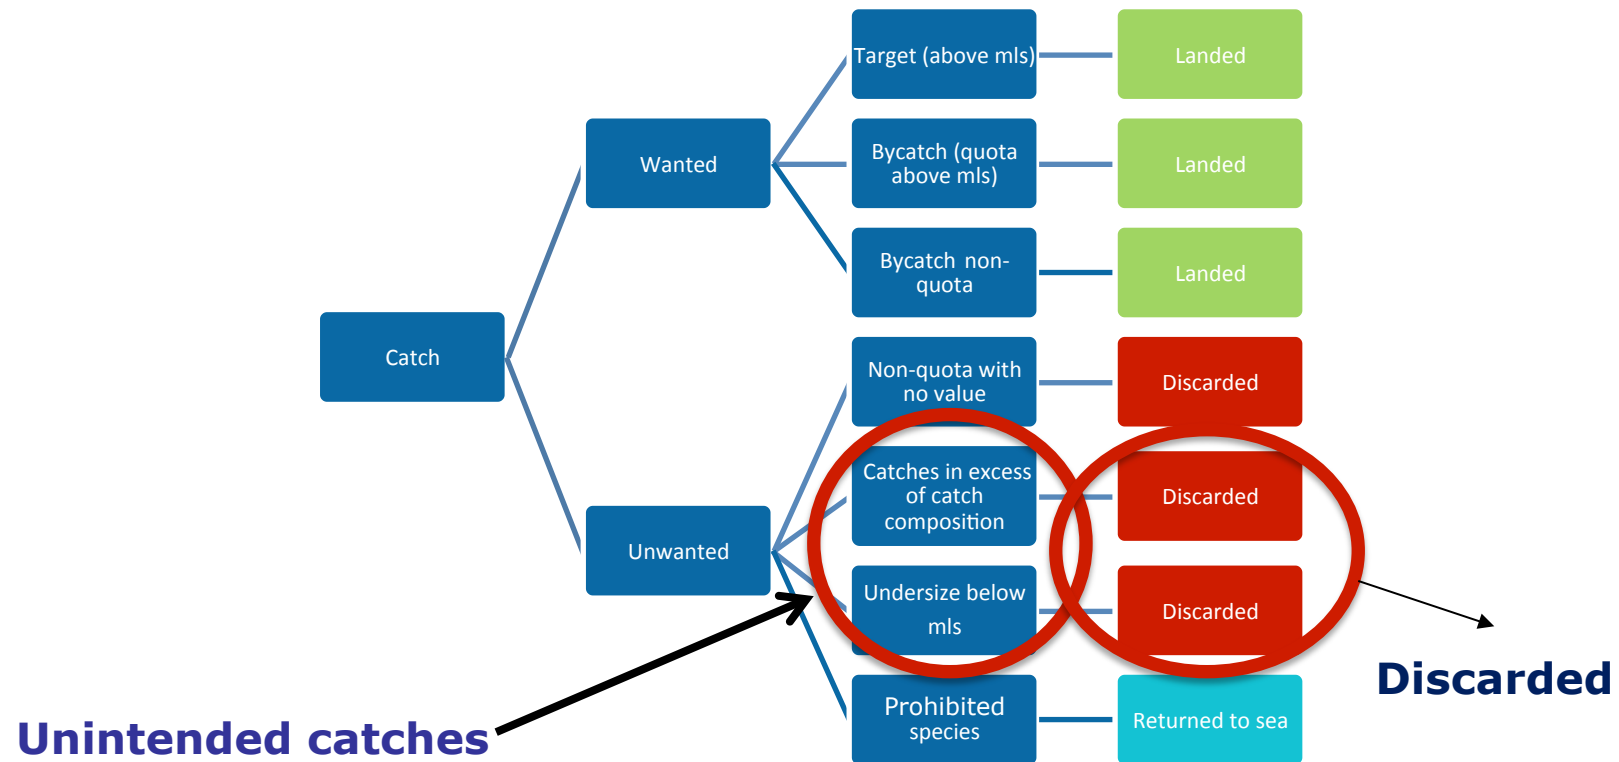 Target (above mls)
Landed
Wanted
Bycatch (quota
above mls)
Landed
Bycatch non-
quota
Landed
Catch
Non-quota with
no value
Discarded
Catches in excess
of catch
composition
Discarded
Unwanted
Undersize below
mls
Discarded
Discarded
Prohibited
species
Returned to sea
Unintended catches